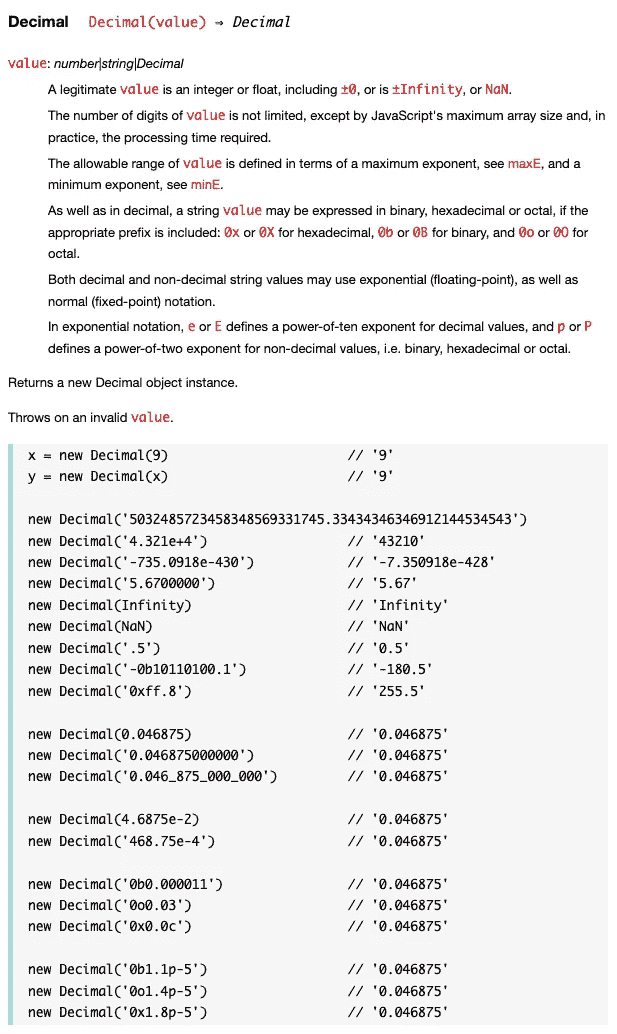 Decimal Decimal(value) ⇒ Decimal
value: number|string|Decimal
A legitimate value is an integer or float, including ±0, or is ±Infinity, or NaN.
The number of digits of value is not limited, except by JavaScript's maximum array size and, in
practice, the processing time required.
The allowable range of value is defined in terms of a maximum exponent, see maxE, and a
minimum exponent, see minE.
As well as in decimal, a string value may be expressed in binary, hexadecimal or octal, if the
appropriate prefix is included: 0x or 0X for hexadecimal, 0b or 0B for binary, and 0o or 0O for
octal.
Both decimal and non-decimal string values may use exponential (floating-point), as well as
normal (fixed-point) notation.
In exponential notation, e or E defines a power-of-ten exponent for decimal values, and p or P
defines a power-of-two exponent for non-decimal values, i.e. binary, hexadecimal or octal.
Returns a new Decimal object instance.
Throws on an invalid value.
x = new Decimal(9) // '9'
y = new Decimal(x) // '9'
new Decimal('5032485723458348569331745.33434346346912144534543')
new Decimal('4.321e+4') // '43210'
new Decimal('-735.0918e-430') // '-7.350918e-428'
new Decimal('5.6700000') // '5.67'
new Decimal(Infinity) // 'Infinity'
new Decimal(NaN) // 'NaN'
new Decimal('.5') // '0.5'
new Decimal('-0b10110100.1') // '-180.5'
new Decimal('0xff.8') // '255.5'
new Decimal(0.046875) // '0.046875'
new Decimal('0.046875000000') // '0.046875'
new Decimal('0.046_875_000_000') // '0.046875'
new Decimal(4.6875e-2) // '0.046875'
new Decimal('468.75e-4') // '0.046875'
new Decimal('0b0.000011') // '0.046875'
new Decimal('0o0.03') // '0.046875'
new Decimal('0x0.0c') // '0.046875'
new Decimal('0b1.1p-5') // '0.046875'
new Decimal('0o1.4p-5') // '0.046875'
new Decimal('0x1.8p-5') // '0.046875'